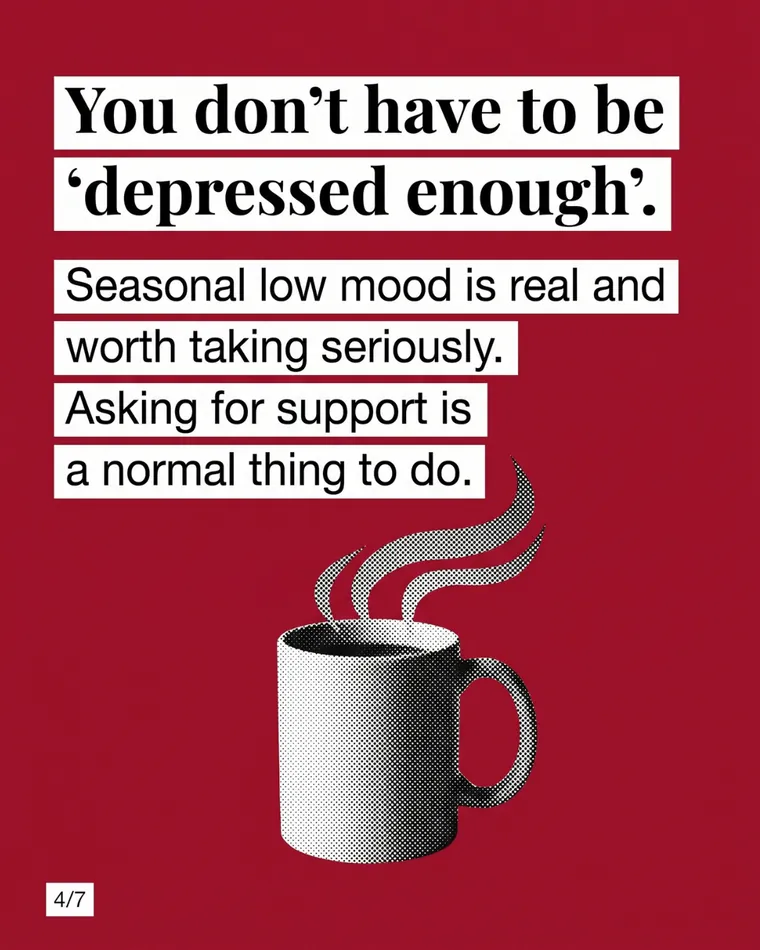 You don’t have to be
‘depressed enough’.
Seasonal low mood is real and
worth taking seriously.
Asking for support is
a normal thing to do.
4/7